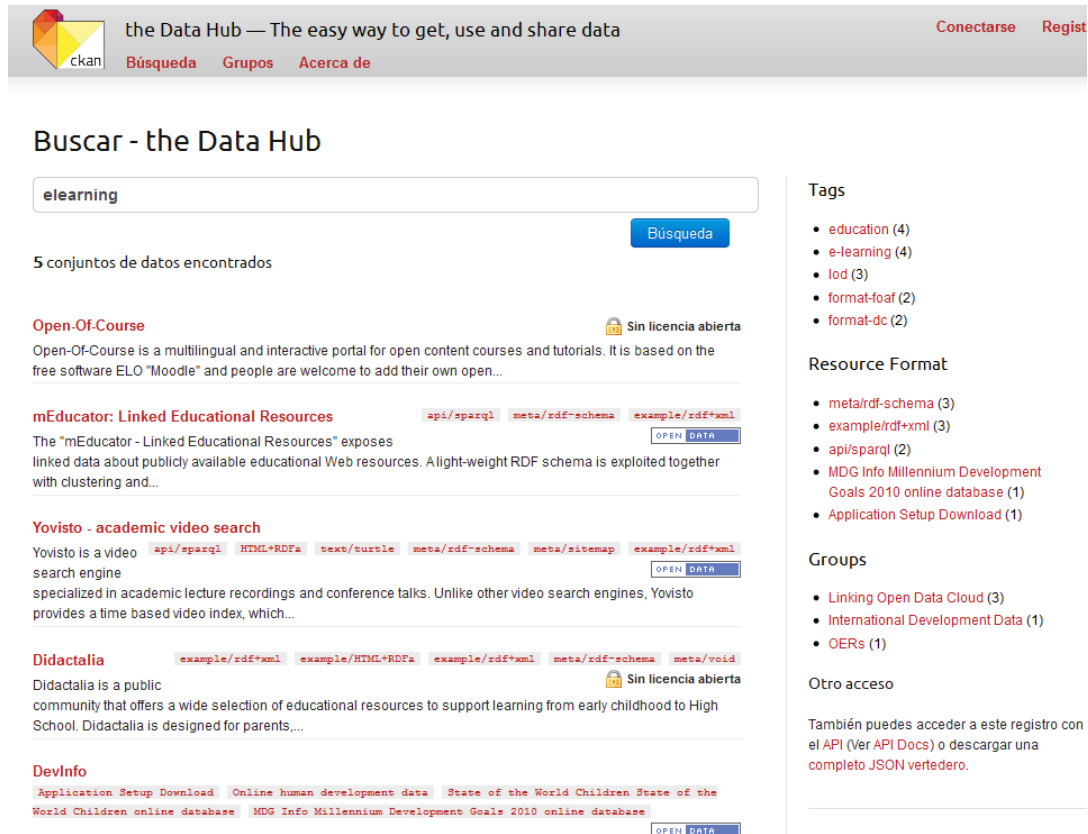 the Data Hub — The easy way to get, use and share data
Conectarse Regist
ckan
Búsqueda Grupos Acerca de
Buscar - the Data Hub
elearning
Búsqueda
5 conjuntos de datos encontrados
Open-Of-Course
Sin licencia abierta
Open-Of-Course is a multilingual and interactive portal for open content courses and tutorials. It is based on the
free software ELO "Moodle" and people are welcome to add their own open...
mEducator: Linked Educational Resources
api/sparql meta/rdf-schema example/rdf+xml
OPEN DATA
The "mEducator - Linked Educational Resources" exposes
linked data about publicly available educational Web resources. A light-weight RDF schema is exploited together
with clustering and...
Yovisto - academic video search
api/sparql HTML+RDFa text/turtle meta/rdf-schema meta/sitemap example/rdf+xml
OPEN DATA
Yovisto is a video
search engine
specialized in academic lecture recordings and conference talks. Unlike other video search engines, Yovisto
provides a time based video index, which...
Didactalia
example/rdf+xml example/HTML+RDFa example/rdf+xml meta/rdf-schema meta/void
Sin licencia abierta
Didactalia is a public
community that offers a wide selection of educational resources to support learning from early childhood to High
School. Didactalia is designed for parents,...
DevInfo
Application Setup Download Online human development data State of the World Children State of the
World Children online database MDG Info Millennium Development Goals 2010 online database
OPEN DATA
Tags
education (4)
e-learning (4)
lod (3)
format-foaf (2)
format-dc (2)
Resource Format
meta/rdf-schema (3)
example/rdf+xml (3)
api/sparql (2)
MDG Info Millennium Development
Goals 2010 online database (1)
Application Setup Download (1)
Groups
Linking Open Data Cloud (3)
International Development Data (1)
OERs (1)
Otro acceso
También puedes acceder a este registro con
el API (Ver API Docs) o descargar una
completo JSON vertedero.